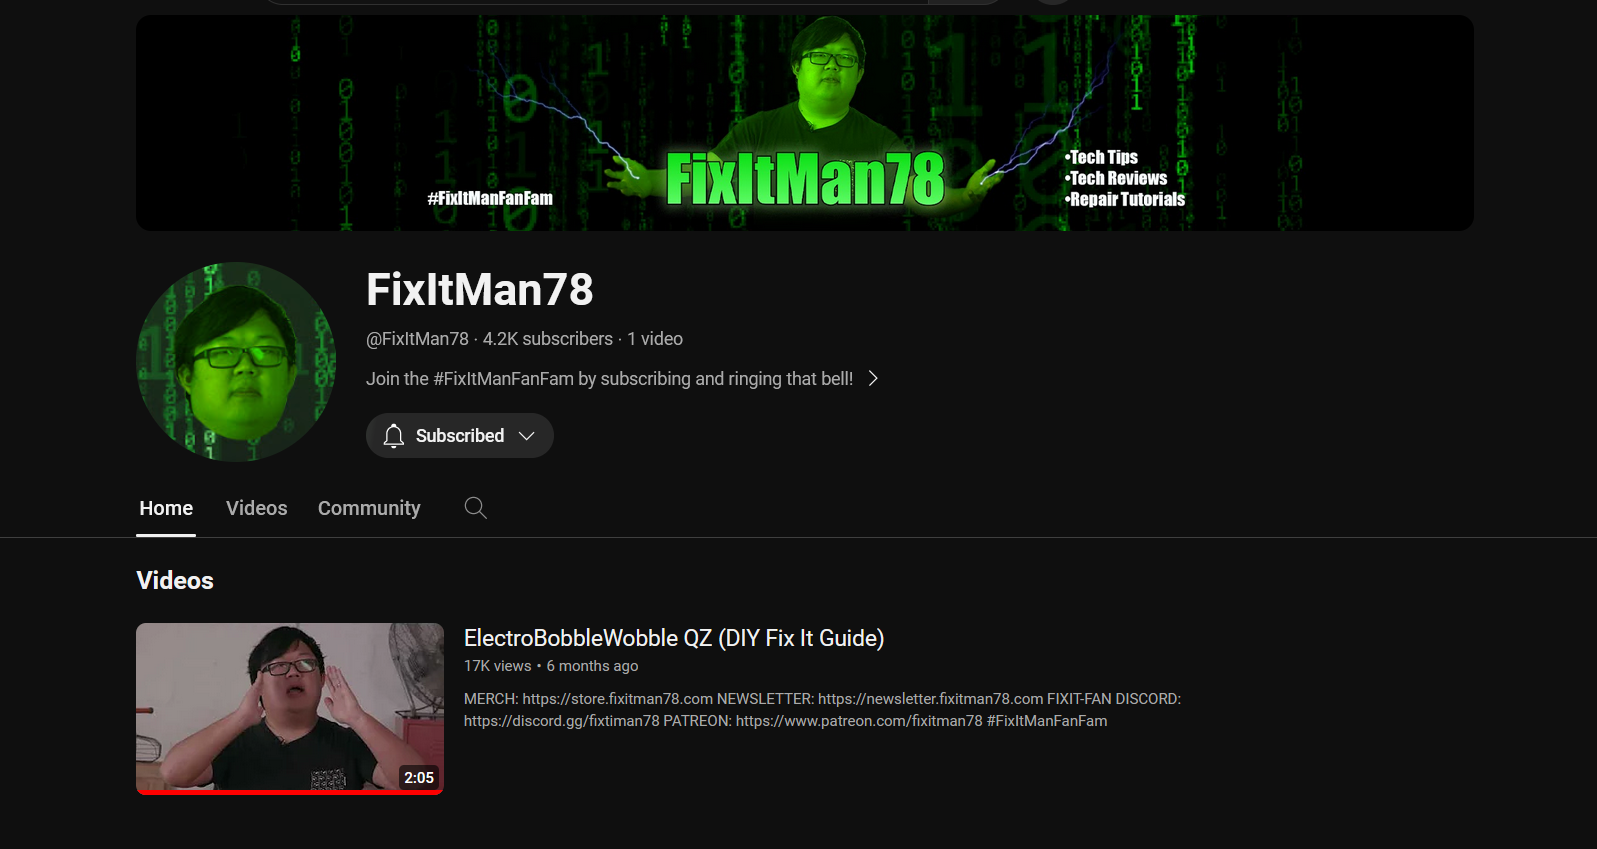 #FixItManFanFam
FixItMan78
•Tech Tips
•Tech Reviews
•Repair Tutorials
FixItMan78
@FixItMan78 · 4.2K subscribers · 1 video
Join the #FixItManFanFam by subscribing and ringing that bell!
Subscribed
Home Videos Community
Videos
2:05
ElectroBobbleWobble QZ (DIY Fix It Guide)
17K views • 6 months ago
MERCH: https://store.fixitman78.com NEWSLETTER: https://newsletter.fixitman78.com FIXIT-FAN DISCORD:
https://discord.gg/fixtiman78 PATREON: https://www.patreon.com/fixitman78 #FixItManFanFam